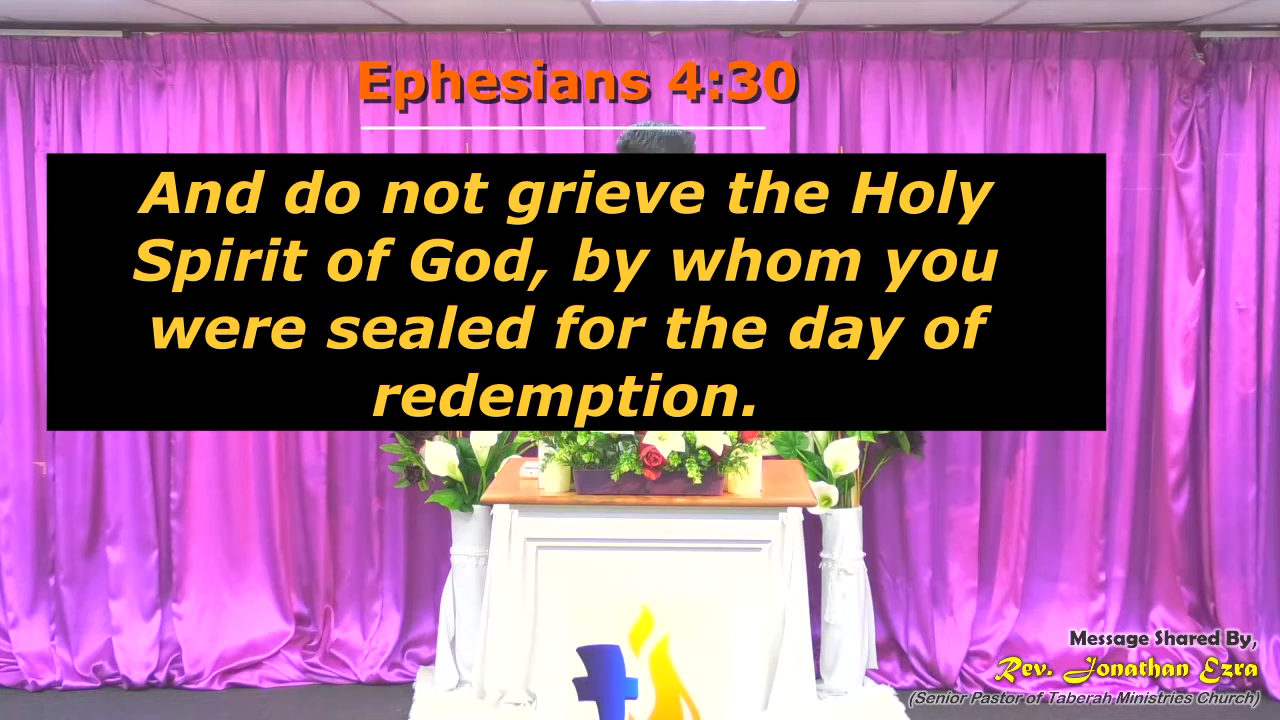 Ephesians 4:30
And do not grieve the Holy
Spirit of God, by whom you
were sealed for the day of
redemption.
Message Shared By,
Rev. Jonathan Ezra
(Senior Pastor of Taberah Ministries Church)